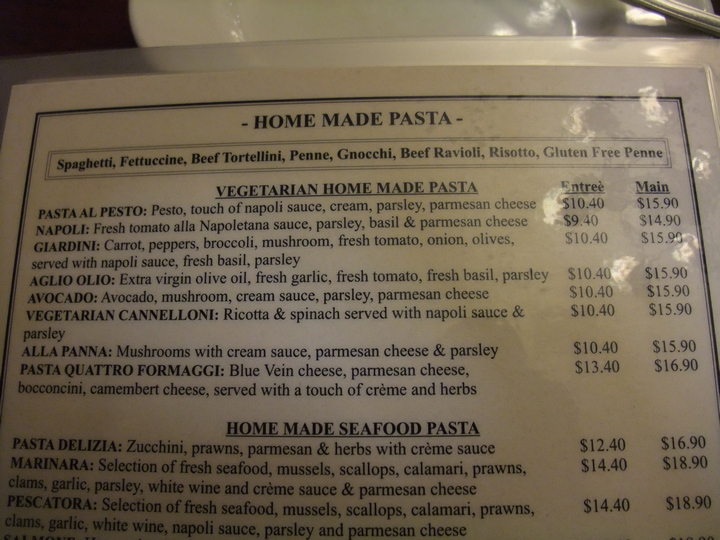 - HOME MADE PASTA -
Spaghetti, Fettuccine, Beef Tortellini, Penne, Gnocchi, Beef Ravioli, Risotto, Gluten Free Penne
VEGETARIAN HOME MADE PASTA Entreè Main
PASTA AL PESTO: Pesto, touch of napoli sauce, cream, parsley, parmesan cheese $10.40 $15.90
NAPOLI: Fresh tomato alla Napoletana sauce, parsley, basil & parmesan cheese $9.40 $14.90
GIARDINI: Carrot, peppers, broccoli, mushroom, fresh tomato, onion, olives, $10.40 $15.90
served with napoli sauce, fresh basil, parsley
AGLIO OLIO: Extra virgin olive oil, fresh garlic, fresh tomato, fresh basil, parsley $10.40 $15.90
AVOCADO: Avocado, mushroom, cream sauce, parsley, parmesan cheese $10.40 $15.90
VEGETARIAN CANNELLONI: Ricotta & spinach served with napoli sauce & $10.40 $15.90
parsley
ALLA PANNA: Mushrooms with cream sauce, parmesan cheese & parsley $10.40 $15.90
PASTA QUATTRO FORMAGGI: Blue Vein cheese, parmesan cheese, $13.40 $16.90
bocconcini, camembert cheese, served with a touch of crème and herbs
HOME MADE SEAFOOD PASTA
PASTA DELIZIA: Zucchini, prawns, parmesan & herbs with crème sauce $12.40 $16.90
MARINARA: Selection of fresh seafood, mussels, scallops, calamari, prawns, $14.40 $18.90
clams, garlic, parsley, white wine and crème sauce & parmesan cheese
PESCATORA: Selection of fresh seafood, mussels, scallops, calamari, prawns, $14.40 $18.90
clams, garlic, white wine, napoli sauce, parsley and parmesan cheese